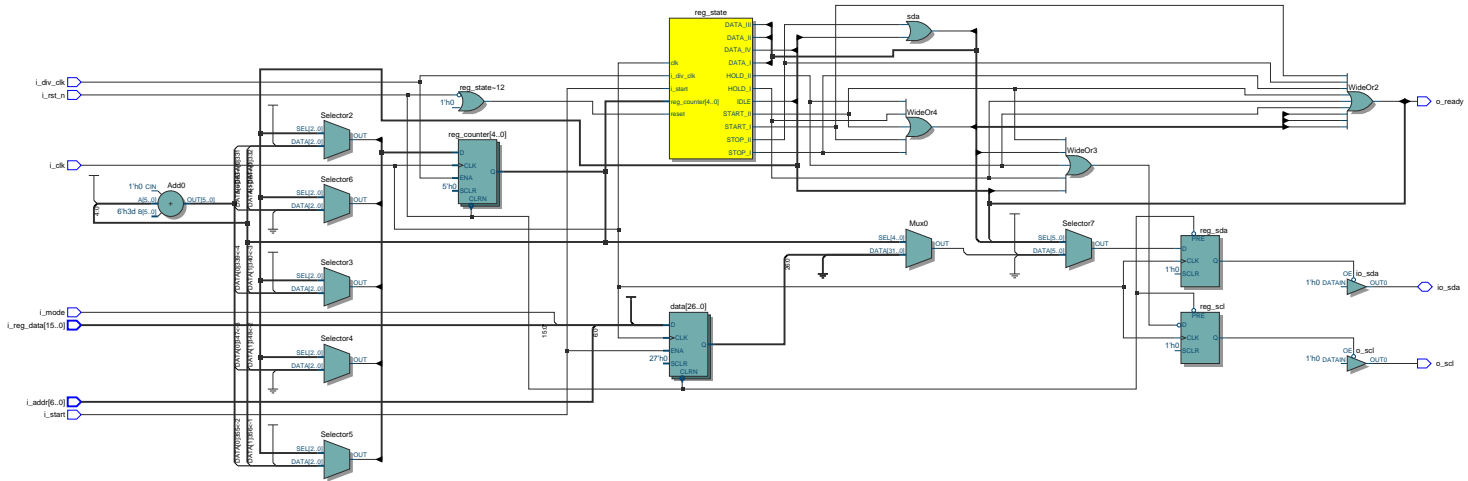 reg_state
DATA_III
DATA_II
DATA_IV
DATA_I
HOLD_II
HOLD_I
IDLE
START_II
START_I
STOP_II
STOP_I
clk
i_div_clk
i_start
reg_counter[4..0]
reset
sda
WideOr2
o_ready
WideOr4
WideOr3
i_div_clk
i_rst_n
reg_state~12
1'h0
Selector2
SEL[2..0]
DATA[2..0]
OUT
reg_counter[4..0]
D
CLK
ENA
5'h0
SCLR
CLRN
Q
i_clk
Add0
1'h0 CIN
A[5..0]
6'h3d B[5..0]
OUT[5..0]
4:0
Selector6
SEL[2..0]
DATA[2..0]
OUT
Mux0
SEL[4..0]
DATA[31..0]
OUT
Selector7
SEL[5..0]
DATA[5..0]
OUT
reg_sda
PRE
D
CLK
1'h0
SCLR
Q
Selector3
SEL[2..0]
DATA[2..0]
OUT
io_sda
OE
1'h0 DATAIN
OUT0
io_sda
i_mode
i_reg_data[15..0]
15:0
6:0
data[26..0]
D
CLK
ENA
27'h0
SCLR
CLRN
Q
26:0
reg_scl
PRE
D
CLK
1'h0
SCLR
Q
Selector4
SEL[2..0]
DATA[2..0]
OUT
o_scl
OE
1'h0 DATAIN
OUT0
o_scl
i_addr[6..0]
i_start
Selector5
SEL[2..0]
DATA[2..0]
OUT